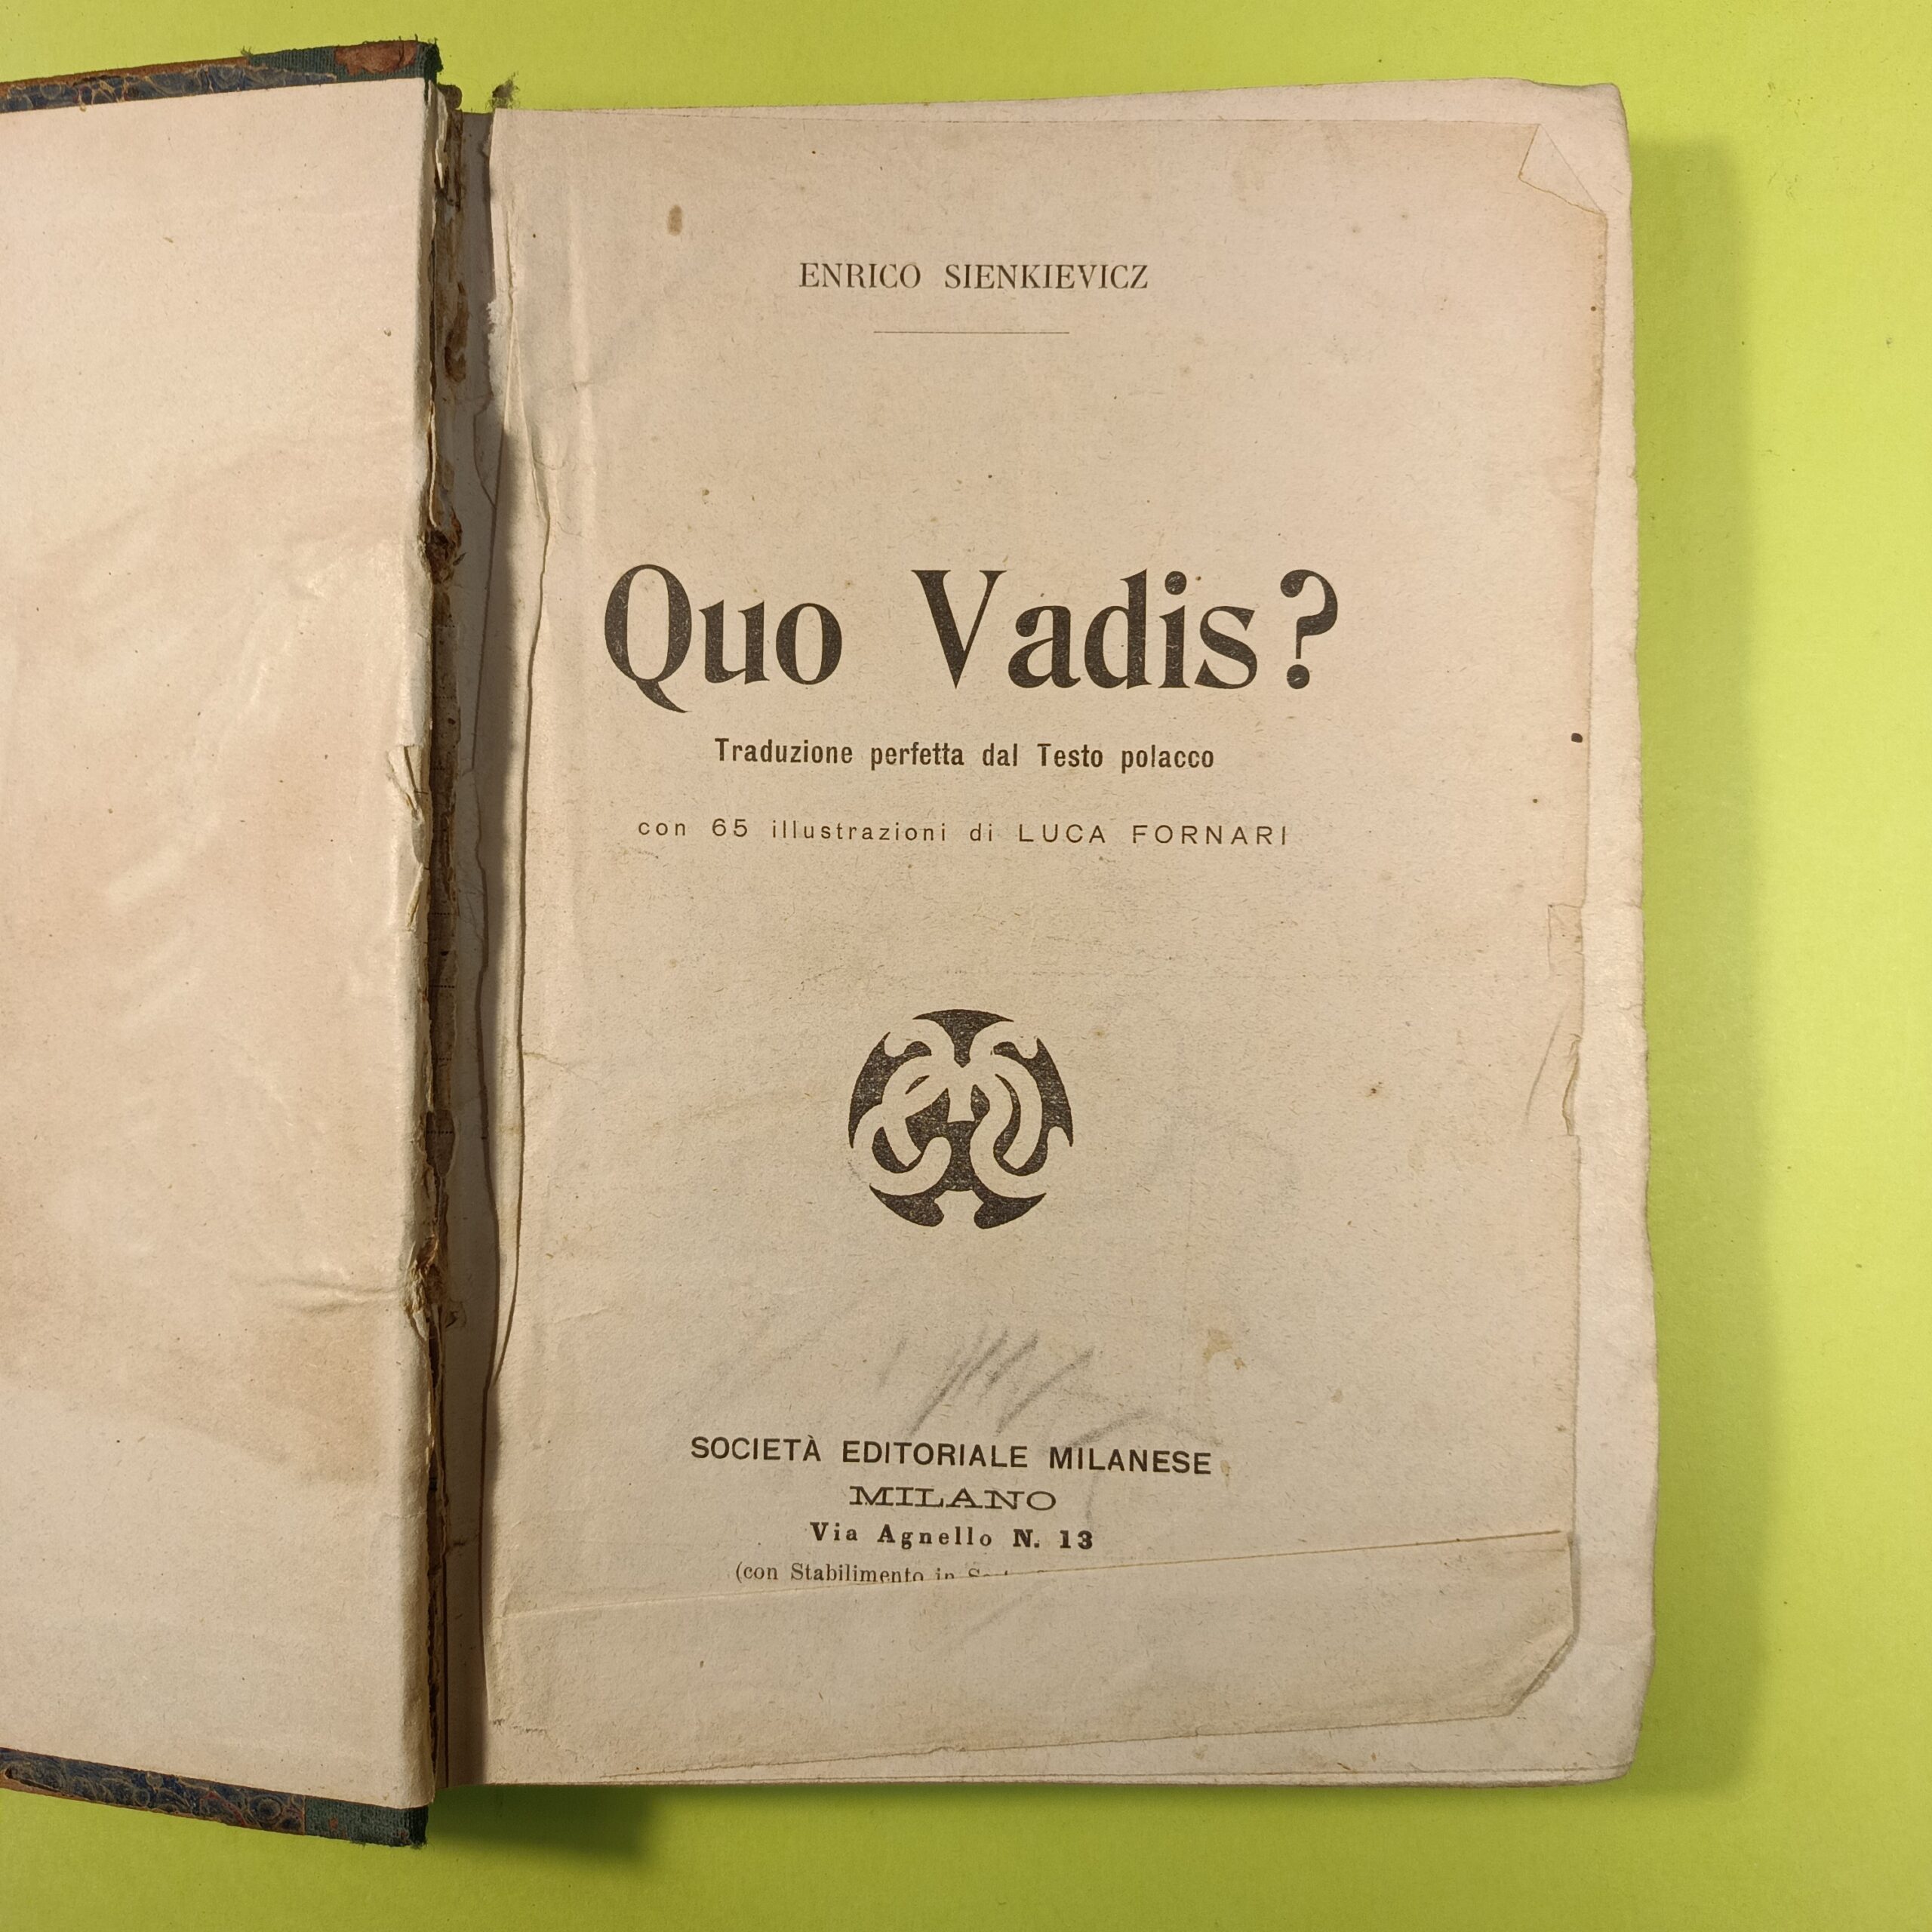 ENRICO SIENKIEVICZ
Quo Vadis?
Traduzione perfetta dal Testo polacco
con 65 illustrazioni di LUCA FORNARI
SOCIETÀ EDITORIALE MILANESE
MILANO
Via Agnello N. 13
(con Stabilimento in